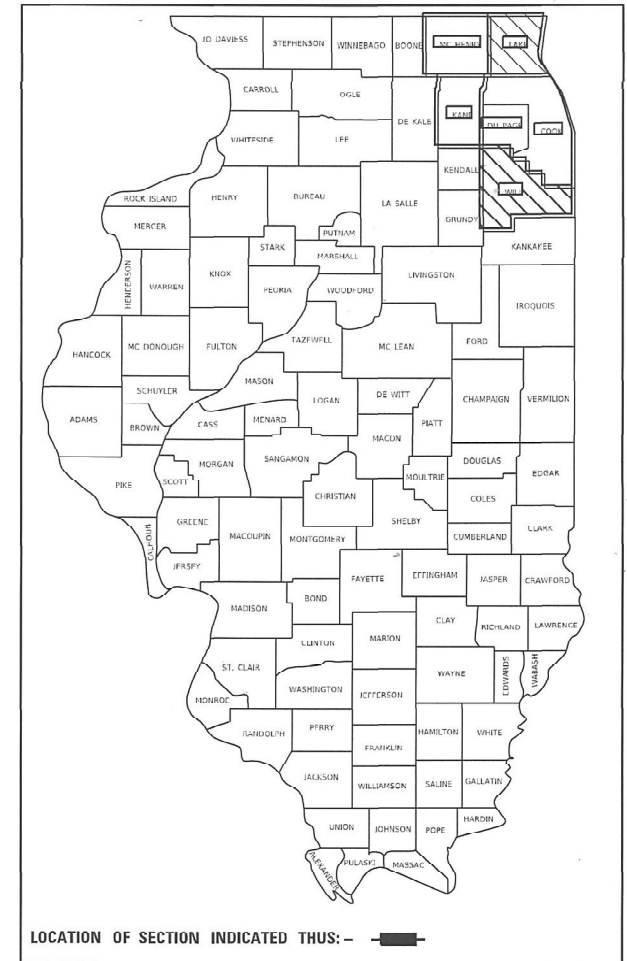 JO DAVIESS
STEPHENSON
WINNEBAGO
BOONE
MC HENRY
LAKE
CARROLL
OGLE
DE KALB
KANE
DU PAGE
COOK
WHITESIDE
LEE
KENDALL
WILL
ROCK ISLAND
HENRY
BUREAU
LA SALLE
GRUNDY
MERCER
PUTNAM
KANKAKEE
STARK
MARSHALL
HENDERSON
WARREN
KNOX
PEORIA
WOODFORD
LIVINGSTON
IROQUOIS
HANCOCK
MC DONOUGH
FULTON
TAZEWELL
MC LEAN
FORD
MASON
SCHUYLER
LOGAN
DE WITT
CHAMPAIGN
VERMILION
ADAMS
BROWN
CASS
MENARD
PIATT
MACON
MORGAN
SANGAMON
DOUGLAS
EDGAR
PIKE
SCOTT
CHRISTIAN
MOULTRIE
COLES
GREENE
MACOUPIN
MONTGOMERY
SHELBY
CUMBERLAND
CLARK
CALHOUN
JERSEY
FAYETTE
EFFINGHAM
JASPER
CRAWFORD
MADISON
BOND
CLAY
RICHLAND
LAWRENCE
CLINTON
MARION
ST. CLAIR
WAYNE
EDWARDS
WABASH
WASHINGTON
JEFFERSON
MONROE
RANDOLPH
PERRY
HAMILTON
WHITE
FRANKLIN
JACKSON
WILLIAMSON
SALINE
GALLATIN
UNION
JOHNSON
POPE
HARDIN
ALEXANDER
PULASKI
MASSAC
LOCATION OF SECTION INDICATED THUS: –